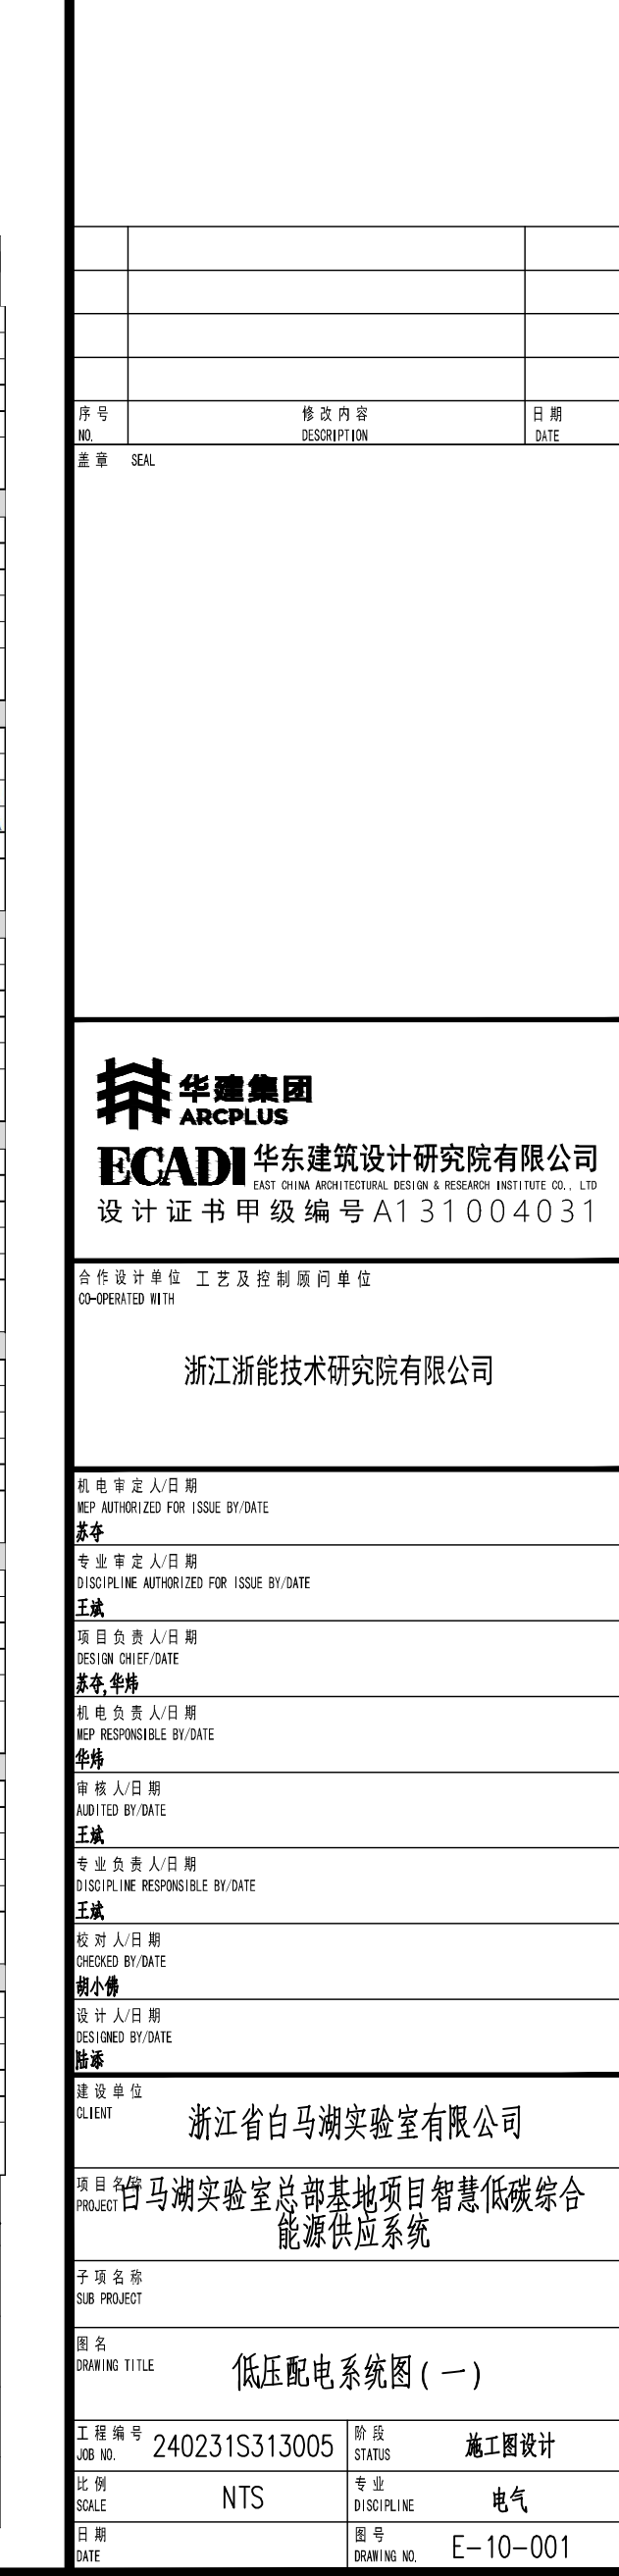 序号 修改内容 日期
NO. DESCRIPTION DATE
盖章 SEAL
华建集团
ARCPLUS
ECADI 华东建筑设计研究院有限公司
EAST CHINA ARCHITECTURAL DESIGN & RESEARCH INSTITUTE CO., LTD
设计证书甲级编号A131004031
合作设计单位 工艺及控制顾问单位
CO-OPERATED WITH
浙江浙能技术研究院有限公司
机电审定人/日期
MEP AUTHORIZED FOR ISSUE BY/DATE
苏夺
专业审定人/日期
DISCIPLINE AUTHORIZED FOR ISSUE BY/DATE
王斌
项目负责人/日期
DESIGN CHIEF/DATE
苏夺,华炜
机电负责人/日期
MEP RESPONSIBLE BY/DATE
华炜
审核人/日期
AUDITED BY/DATE
王斌
专业负责人/日期
DISCIPLINE RESPONSIBLE BY/DATE
王斌
校对人/日期
CHECKED BY/DATE
胡小佛
设计人/日期
DESIGNED BY/DATE
陆添
建设单位
CLIENT
浙江省白马湖实验室有限公司
项目名称
PROJECT
白马湖实验室总部基地项目智慧低碳综合
能源供应系统
子项名称
SUB PROJECT
图名
DRAWING TITLE
低压配电系统图(一)
工程编号
JOB NO.
240231S313005
阶段
STATUS
施工图设计
比例
SCALE
NTS
专业
DISCIPLINE
电气
日期
DATE
图号
DRAWING NO.
E-10-001